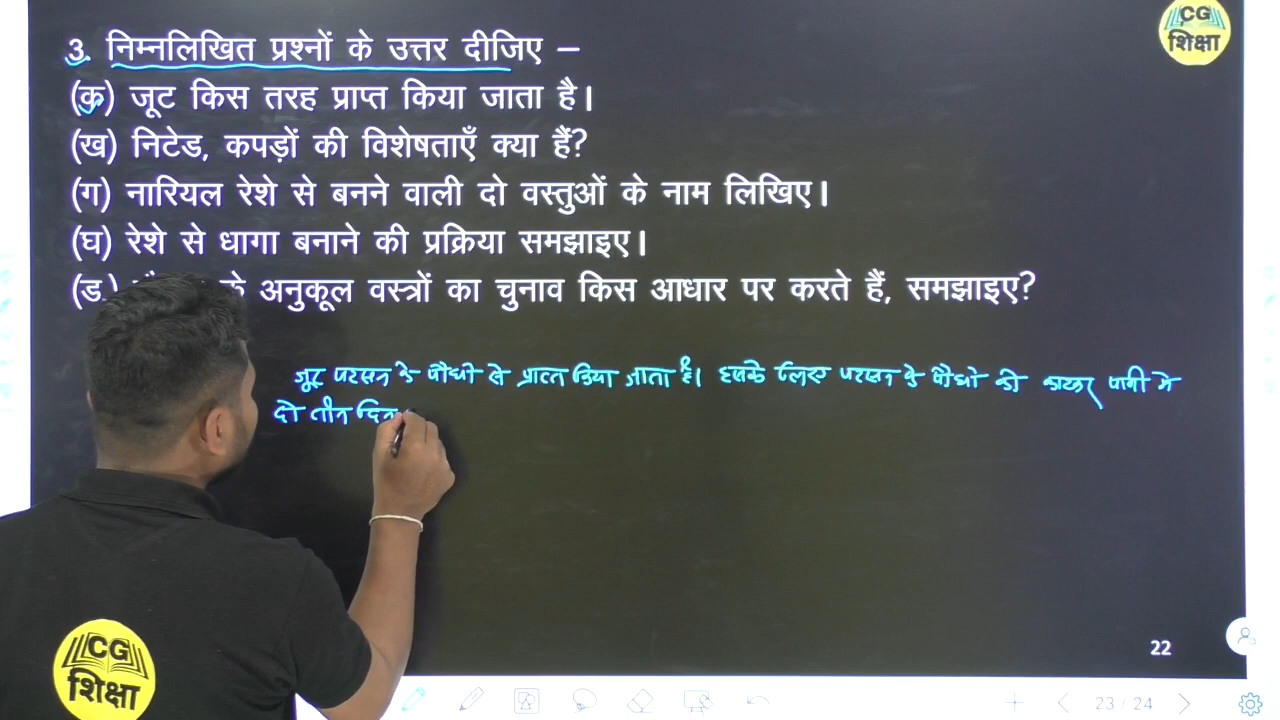 3. निम्नलिखित प्रश्नों के उत्तर दीजिए –
CG
शिक्षा
(क) जूट किस तरह प्राप्त किया जाता है।
(ख) निटेड, कपड़ों की विशेषताएँ क्या हैं?
(ग) नारियल रेशे से बनने वाली दो वस्तुओं के नाम लिखिए।
(घ) रेशे से धागा बनाने की प्रक्रिया समझाइए।
(ड.) के अनुकूल वस्त्रों का चुनाव किस आधार पर करते हैं, समझाइए?
जूट पटसन के पौधो से प्राप्त किया जाता है। इसके लिए पटसन के पौधो को काटकर पानी मे
दो तीन दिन
CG
शिक्षा
22
23 / 24